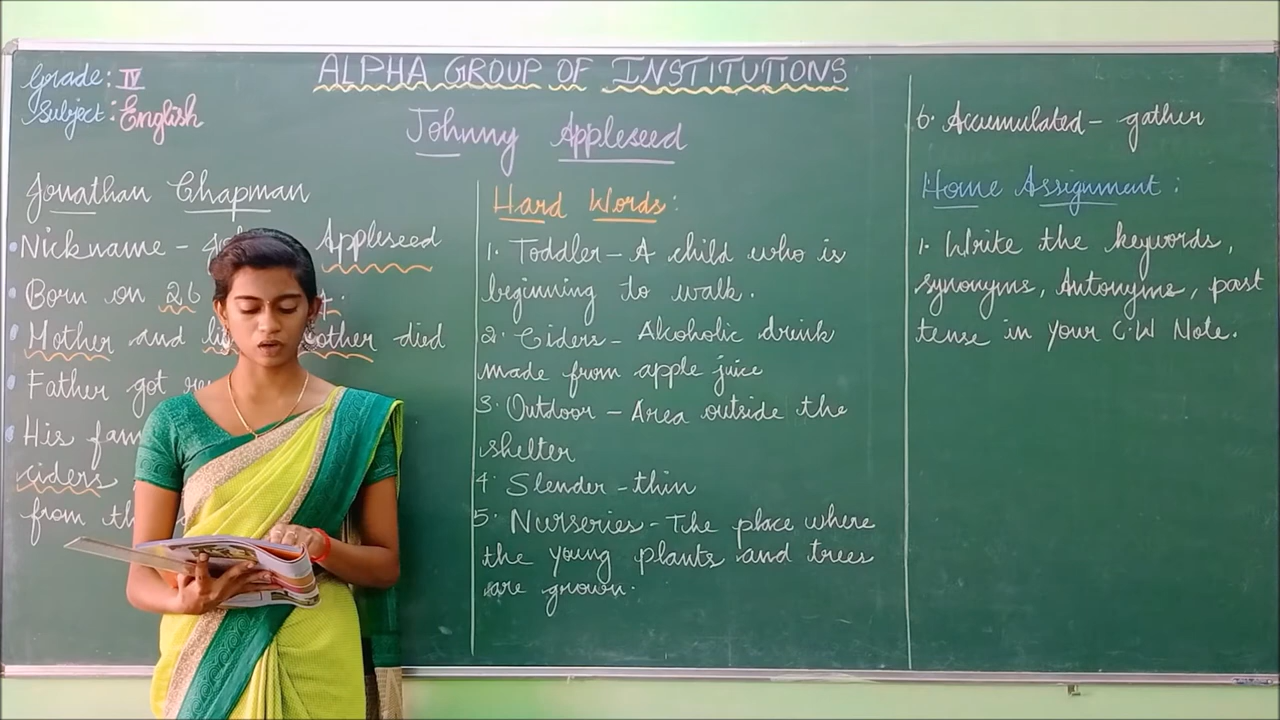 ALPHA GROUP OF INSTITUTIONS
Grade: IV
Subject: English
Johnny Appleseed
Jonathan Chapman
Nickname - Appleseed
Born on 26
Mother and died
Father got
His
ciders
from
Hard Words:
1. Toddler - A child who is
beginning to walk.
2. Ciders - Alcoholic drink
made from apple juice
3. Outdoor - Area outside the
shelter
4. Slender - thin
5. Nurseries - The place where
the young plants and trees
are grown.
6. Accumulated - gather
Home Assignment:
1. Write the keywords,
synonyms, Antonyms, past
tense in your C.W Note.